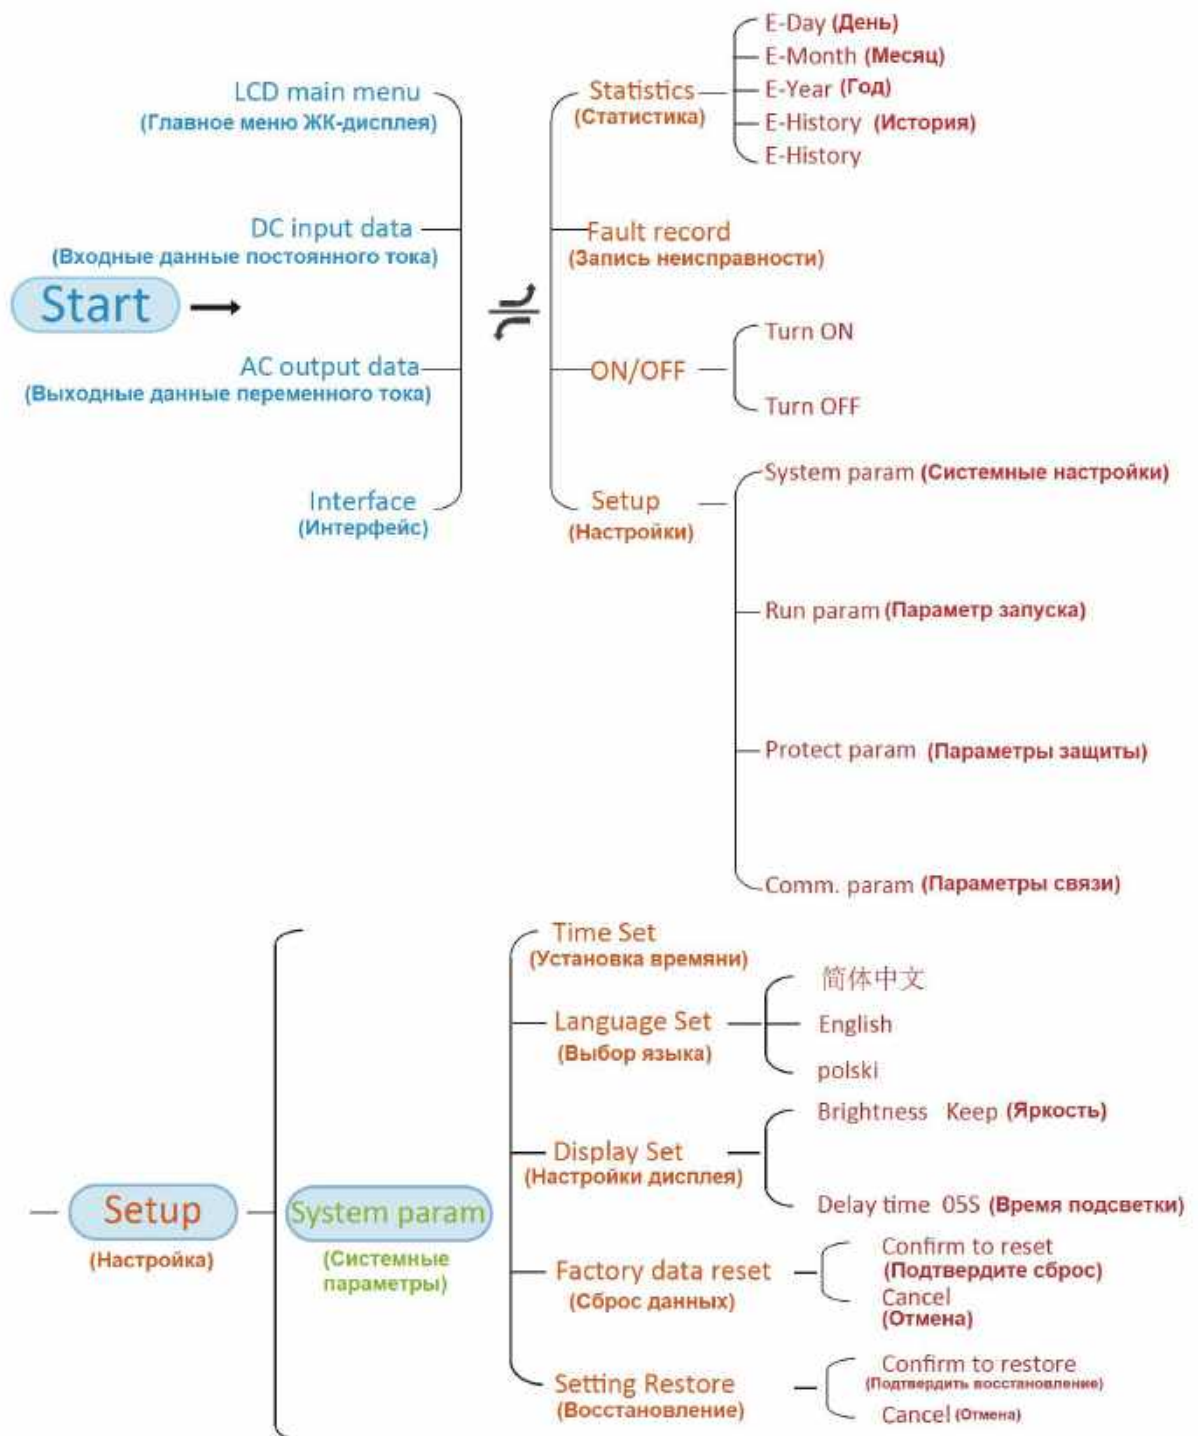 LCD main menu
(Главное меню ЖК-дисплея)
DC input data
(Входные данные постоянного тока)
Start
AC output data
(Выходные данные переменного тока)
Interface
(Интерфейс)
Statistics
(Статистика)
E-Day (День)
E-Month (Месяц)
E-Year (Год)
E-History (История)
E-History
Fault record
(Запись неисправности)
ON/OFF
Turn ON
Turn OFF
Setup
(Настройки)
System param (Системные настройки)
Run param (Параметр запуска)
Protect param (Параметры защиты)
Comm. param (Параметры связи)
Setup
(Настройка)
System param
(Системные
параметры)
Time Set
(Установка времяни)
Language Set
(Выбор языка)
简体中文
English
polski
Display Set
(Настройки дисплея)
Brightness Keep (Яркость)
Delay time 05S (Время подсветки)
Factory data reset
(Сброс данных)
Confirm to reset
(Подтвердите сброс)
Cancel
(Отмена)
Setting Restore
(Восстановление)
Confirm to restore
(Подтвердить восстановление)
Cancel (Отмена)